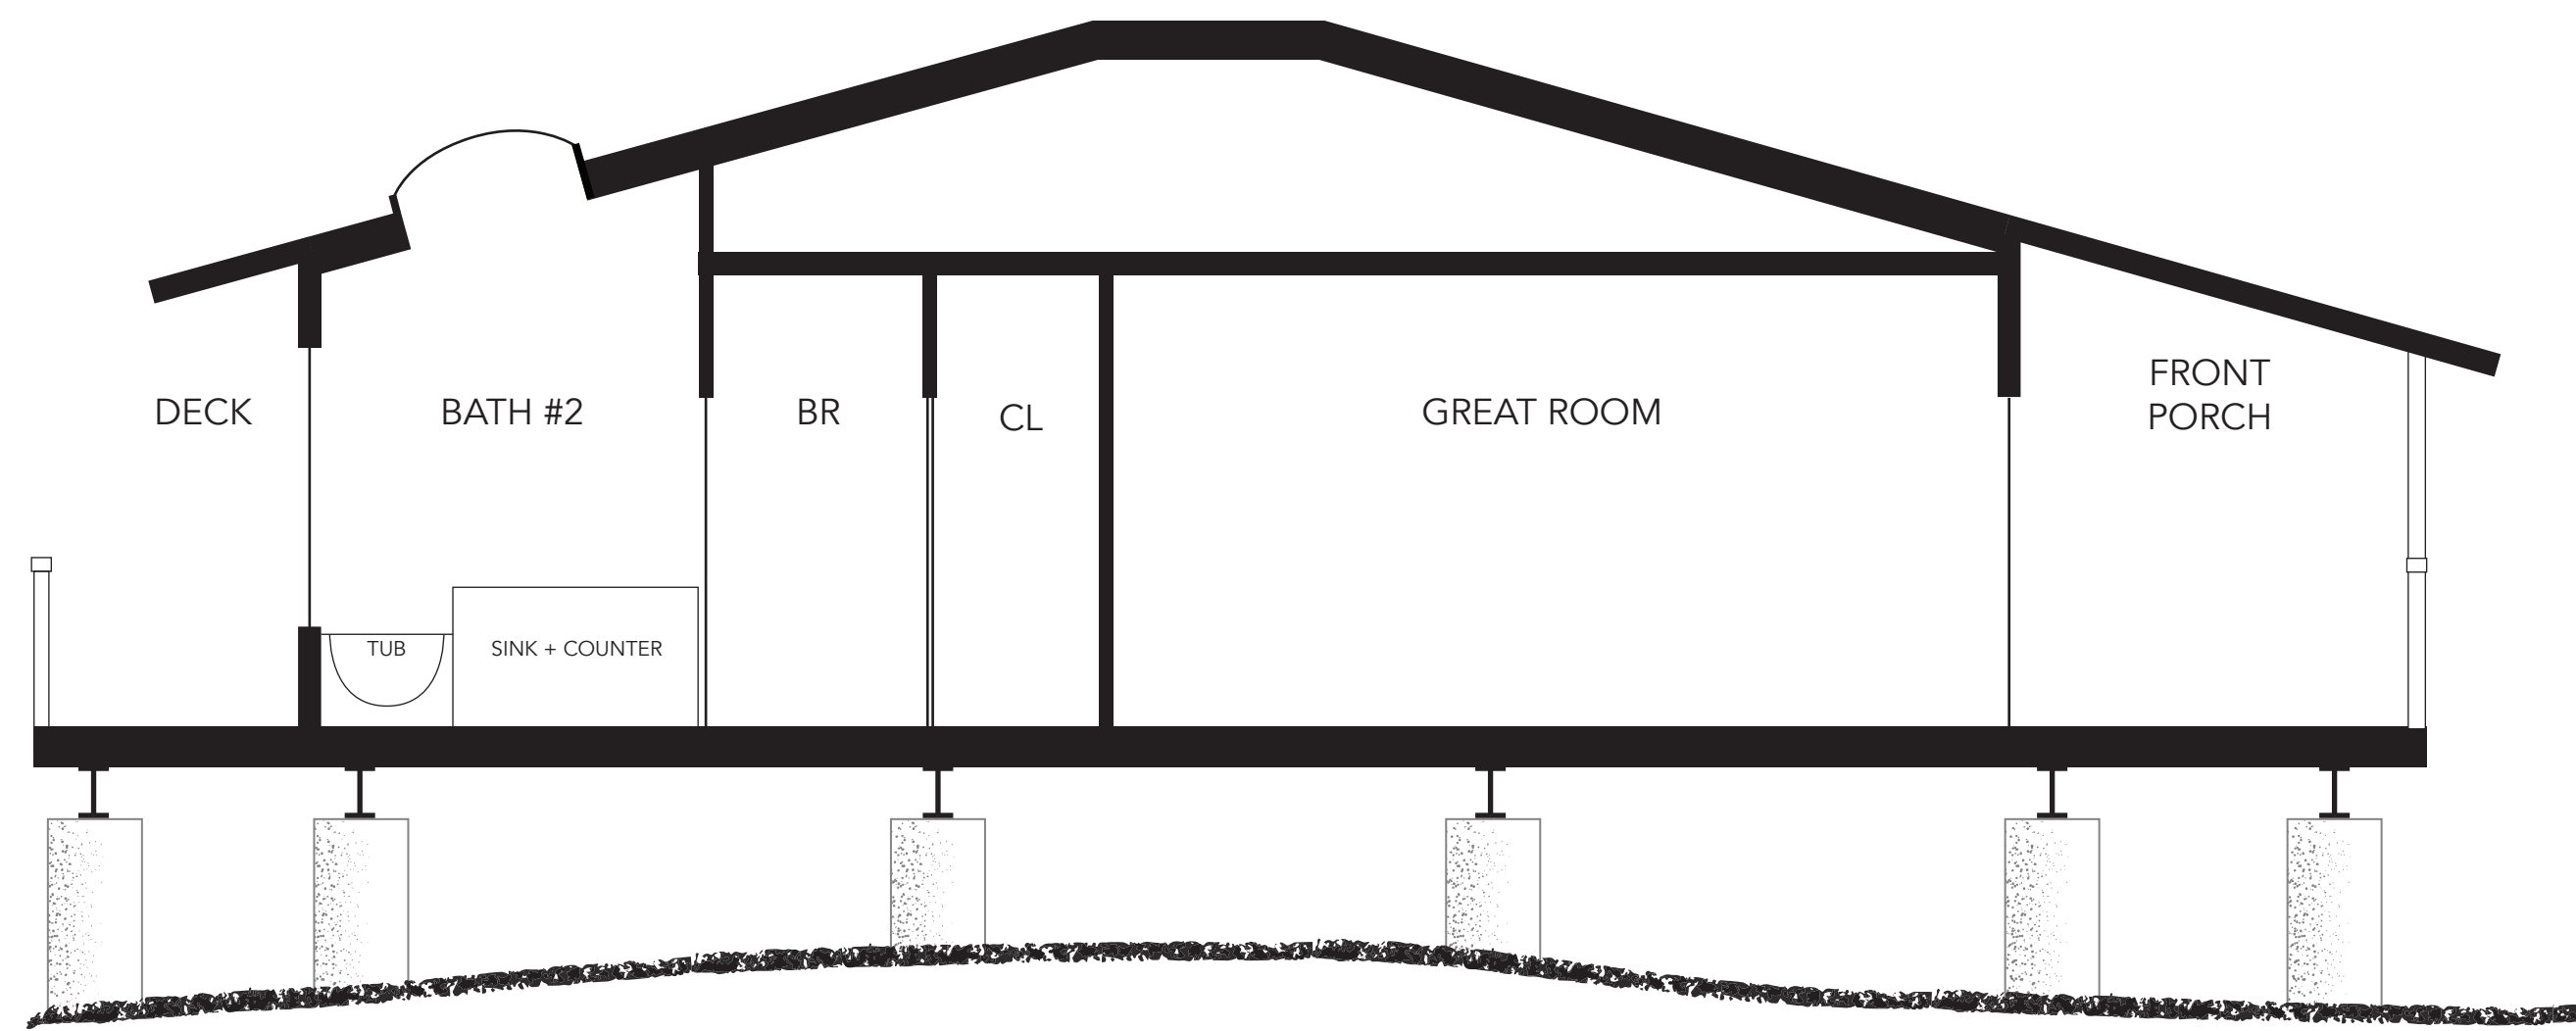 FRONT
PORCH
DECK
BATH #2
BR
CL
GREAT ROOM
TUB
SINK + COUNTER